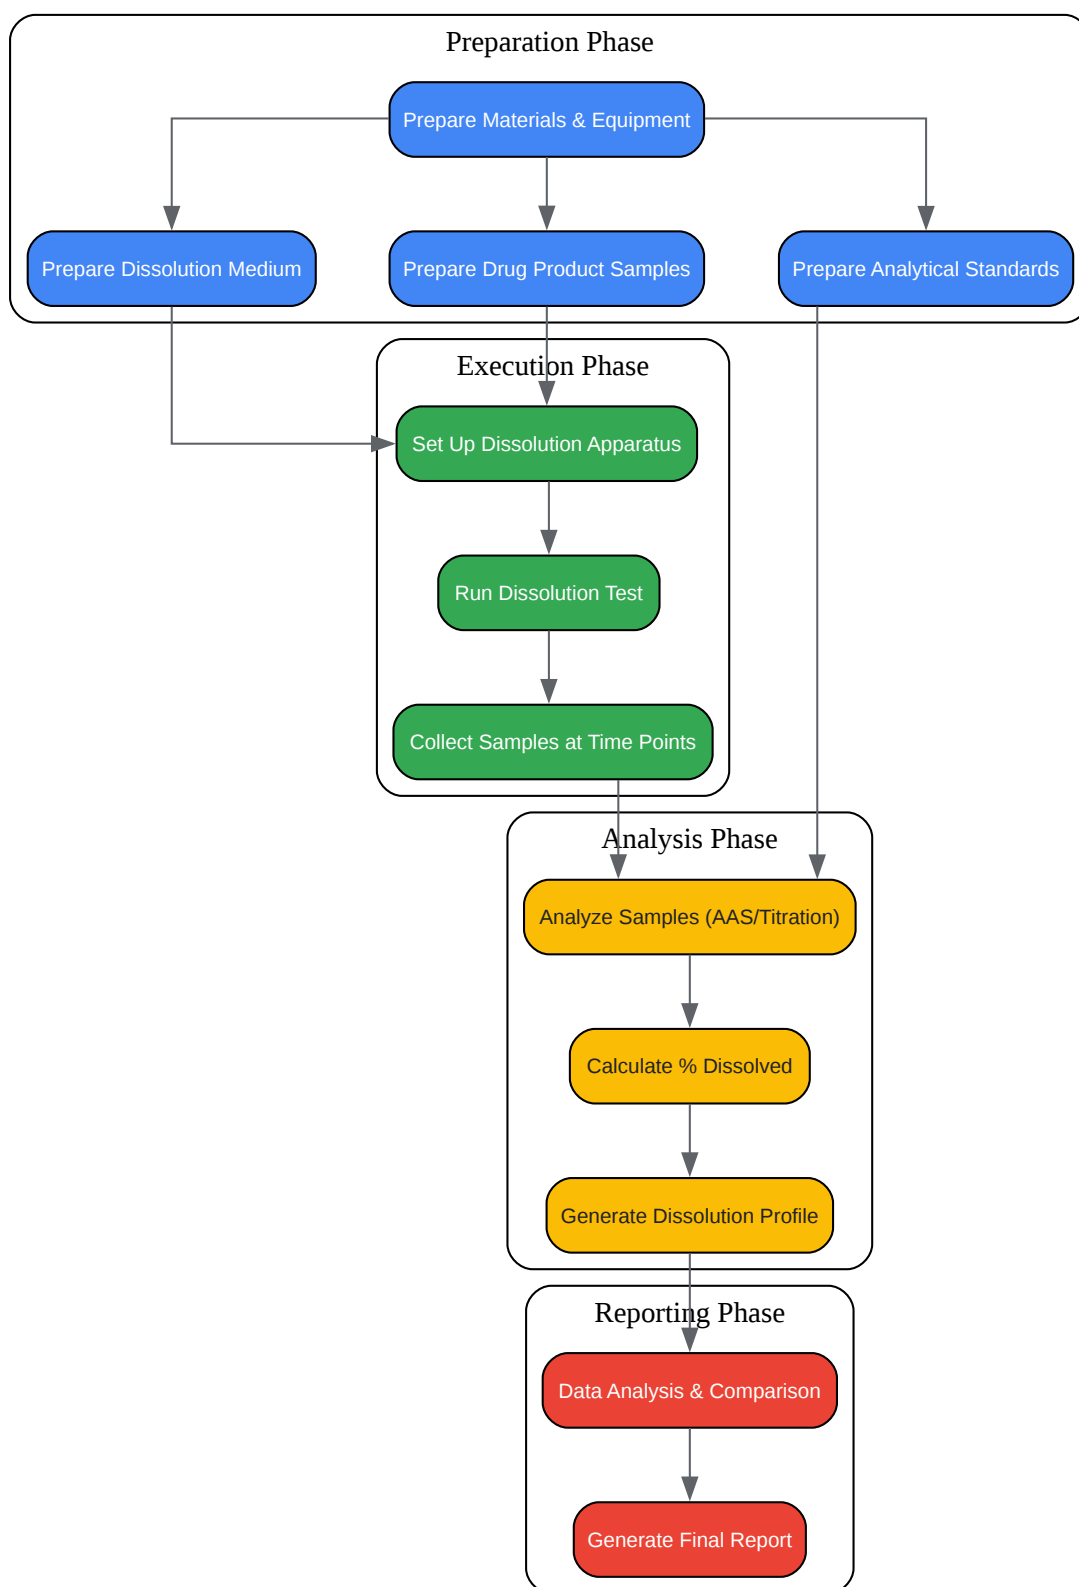 Preparation Phase
Prepare Materials & Equipment
Prepare Dissolution Medium
Prepare Drug Product Samples
Prepare Analytical Standards
Execution Phase
Set Up Dissolution Apparatus
Run Dissolution Test
Collect Samples at Time Points
Analysis Phase
Analyze Samples (AAS/Titration)
Calculate % Dissolved
Generate Dissolution Profile
Reporting Phase
Data Analysis & Comparison
Generate Final Report